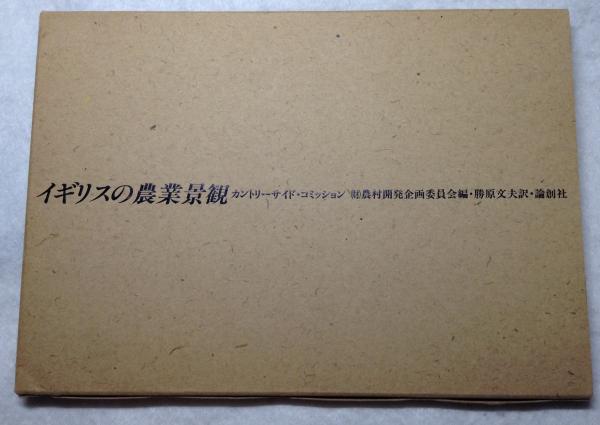 イギリスの農業景観 カントリーサイド・コミッション ㈶農村開発企画委員会編・勝原文夫訳・論創社